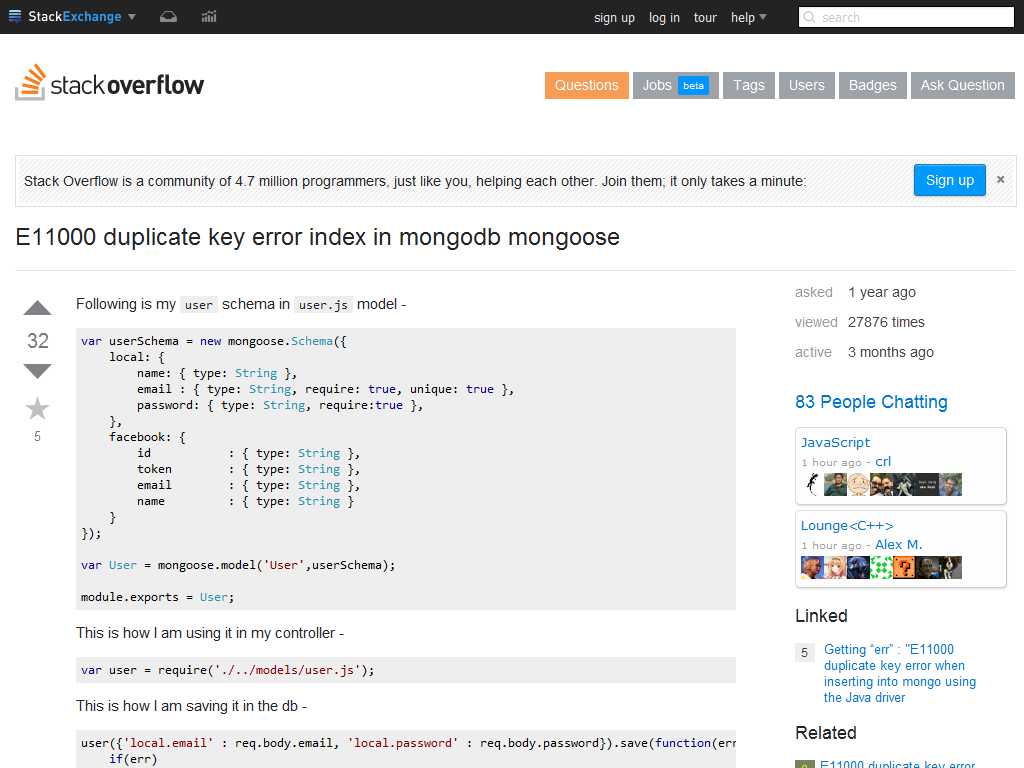 StackExchange
sign up log in tour help
search
stackoverflow
Questions
Jobs beta
Tags
Users
Badges
Ask Question
Stack Overflow is a community of 4.7 million programmers, just like you, helping each other. Join them; it only takes a minute:
Sign up
×
E11000 duplicate key error index in mongodb mongoose
32
5
Following is my user schema in user.js model -
var userSchema = new mongoose.Schema({
    local: {
        name: { type: String },
        email : { type: String, require: true, unique: true },
        password: { type: String, require:true },
    },
    facebook: {
        id           : { type: String },
        token        : { type: String },
        email        : { type: String },
        name         : { type: String }
    }
});
var User = mongoose.model('User',userSchema);
module.exports = User;
This is how I am using it in my controller -
var user = require('./../models/user.js');
This is how I am saving it in the db -
user({'local.email' : req.body.email, 'local.password' : req.body.password}).save(function(err
    if(err)
asked 1 year ago
viewed 27876 times
active 3 months ago
83 People Chatting
JavaScript
1 hour ago - crl
Lounge<C++>
1 hour ago - Alex M.
Linked
5
Getting “err” : "E11000
duplicate key error when
inserting into mongo using
the Java driver
Related
E11000 duplicate key error